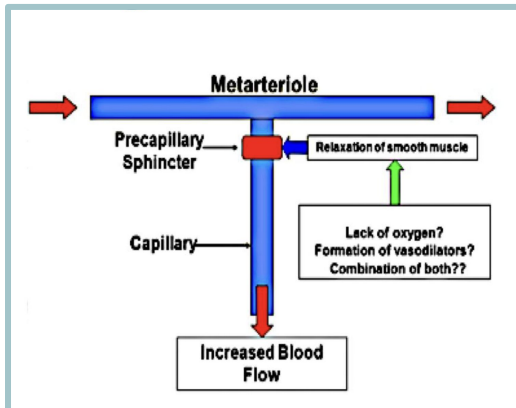 Metarteriole
Precapillary
Sphincter
Relaxation of smooth muscle
Capillary
Lack of oxygen?
Formation of vasodilators?
Combination of both??
Increased Blood
Flow